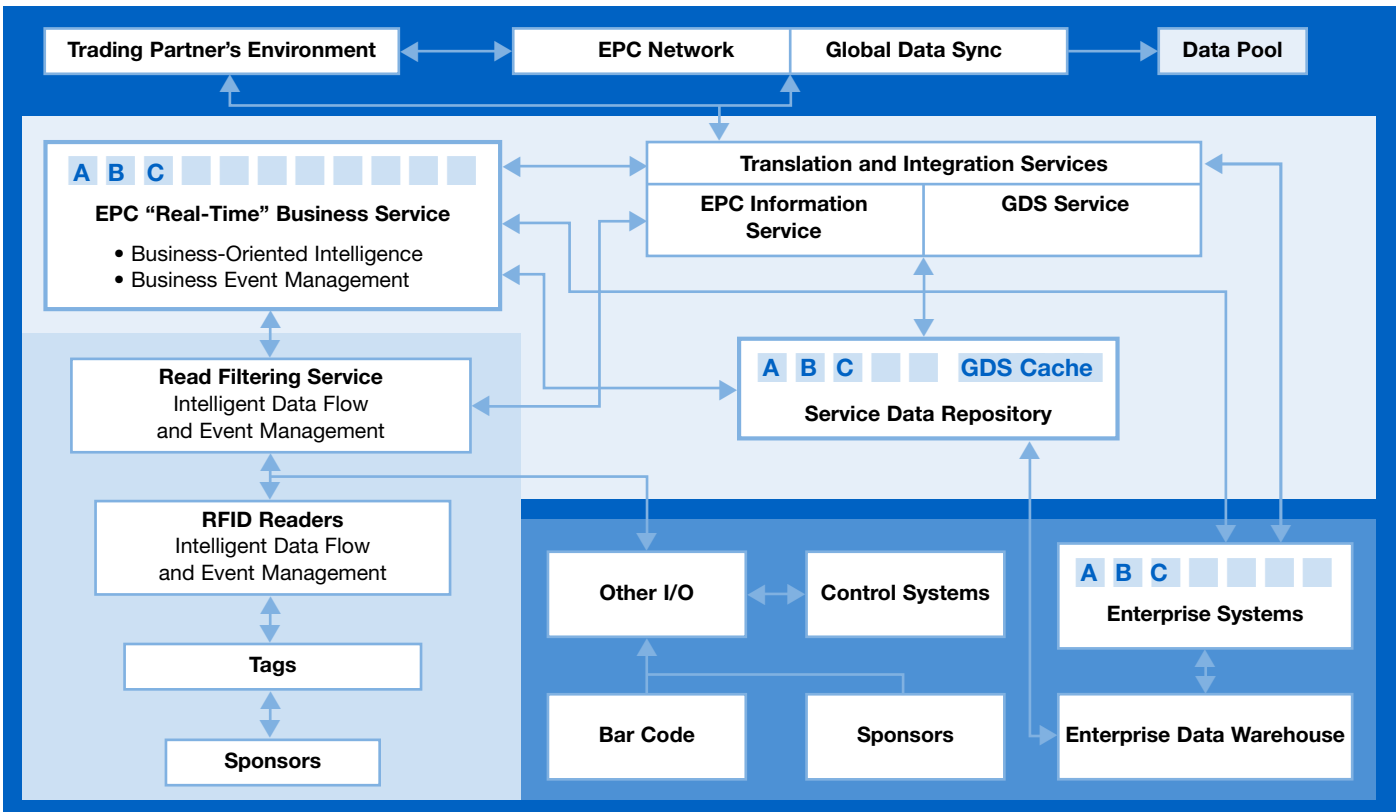 Trading Partner's Environment
EPC Network
Global Data Sync
Data Pool
A B C
EPC “Real-Time” Business Service
• Business-Oriented Intelligence
• Business Event Management
Translation and Integration Services
EPC Information
Service
GDS Service
Read Filtering Service
Intelligent Data Flow
and Event Management
A B C GDS Cache
Service Data Repository
RFID Readers
Intelligent Data Flow
and Event Management
Tags
Sponsors
Other I/O
Control Systems
Bar Code
Sponsors
A B C
Enterprise Systems
Enterprise Data Warehouse